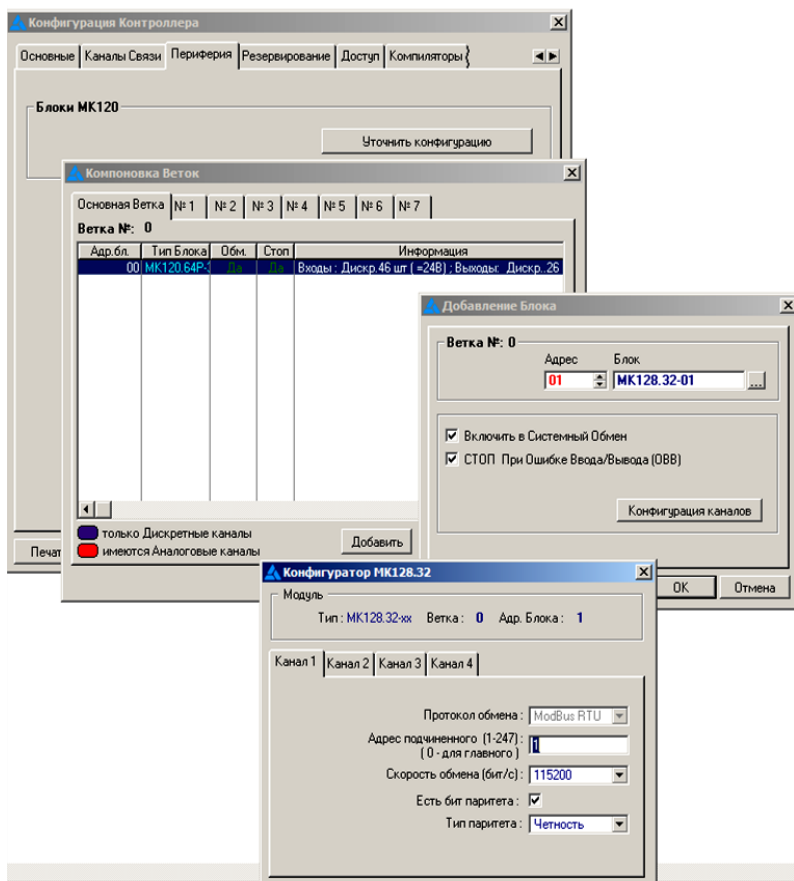 Конфигурация Контроллера
Основные Каналы Связи Периферия Резервирование Доступ Компиляторы
Блоки МК120
Уточнить конфигурацию
Печат
Компоновка Веток
Основная Ветка № 1 № 2 № 3 № 4 № 5 № 6 № 7
Ветка №: 0
Адр.бл. Тип Блока Обм. Стоп Информация
00 МК120.64Р-3 Да Да Входы : Дискр.46 шт ( =24В) ; Выходы: Дискр..26
только Дискретные каналы
имеются Аналоговые каналы
Добавить
Добавление Блока
Ветка №: 0
Адрес Блок
01 МК128.32-01 ...
Включить в Системный Обмен
СТОП При Ошибке Ввода/Вывода (ОВВ)
Конфигурация каналов
OK Отмена
Конфигуратор МК128.32
Модуль
Тип : МК128.32-хх Ветка : 0 Адр. Блока : 1
Канал 1 Канал 2 Канал 3 Канал 4
Протокол обмена : ModBus RTU
Адрес подчиненного (1-247) : 1
( 0 - для главного )
Скорость обмена (бит/с) : 115200
Есть бит паритета :
Тип паритета : Четность